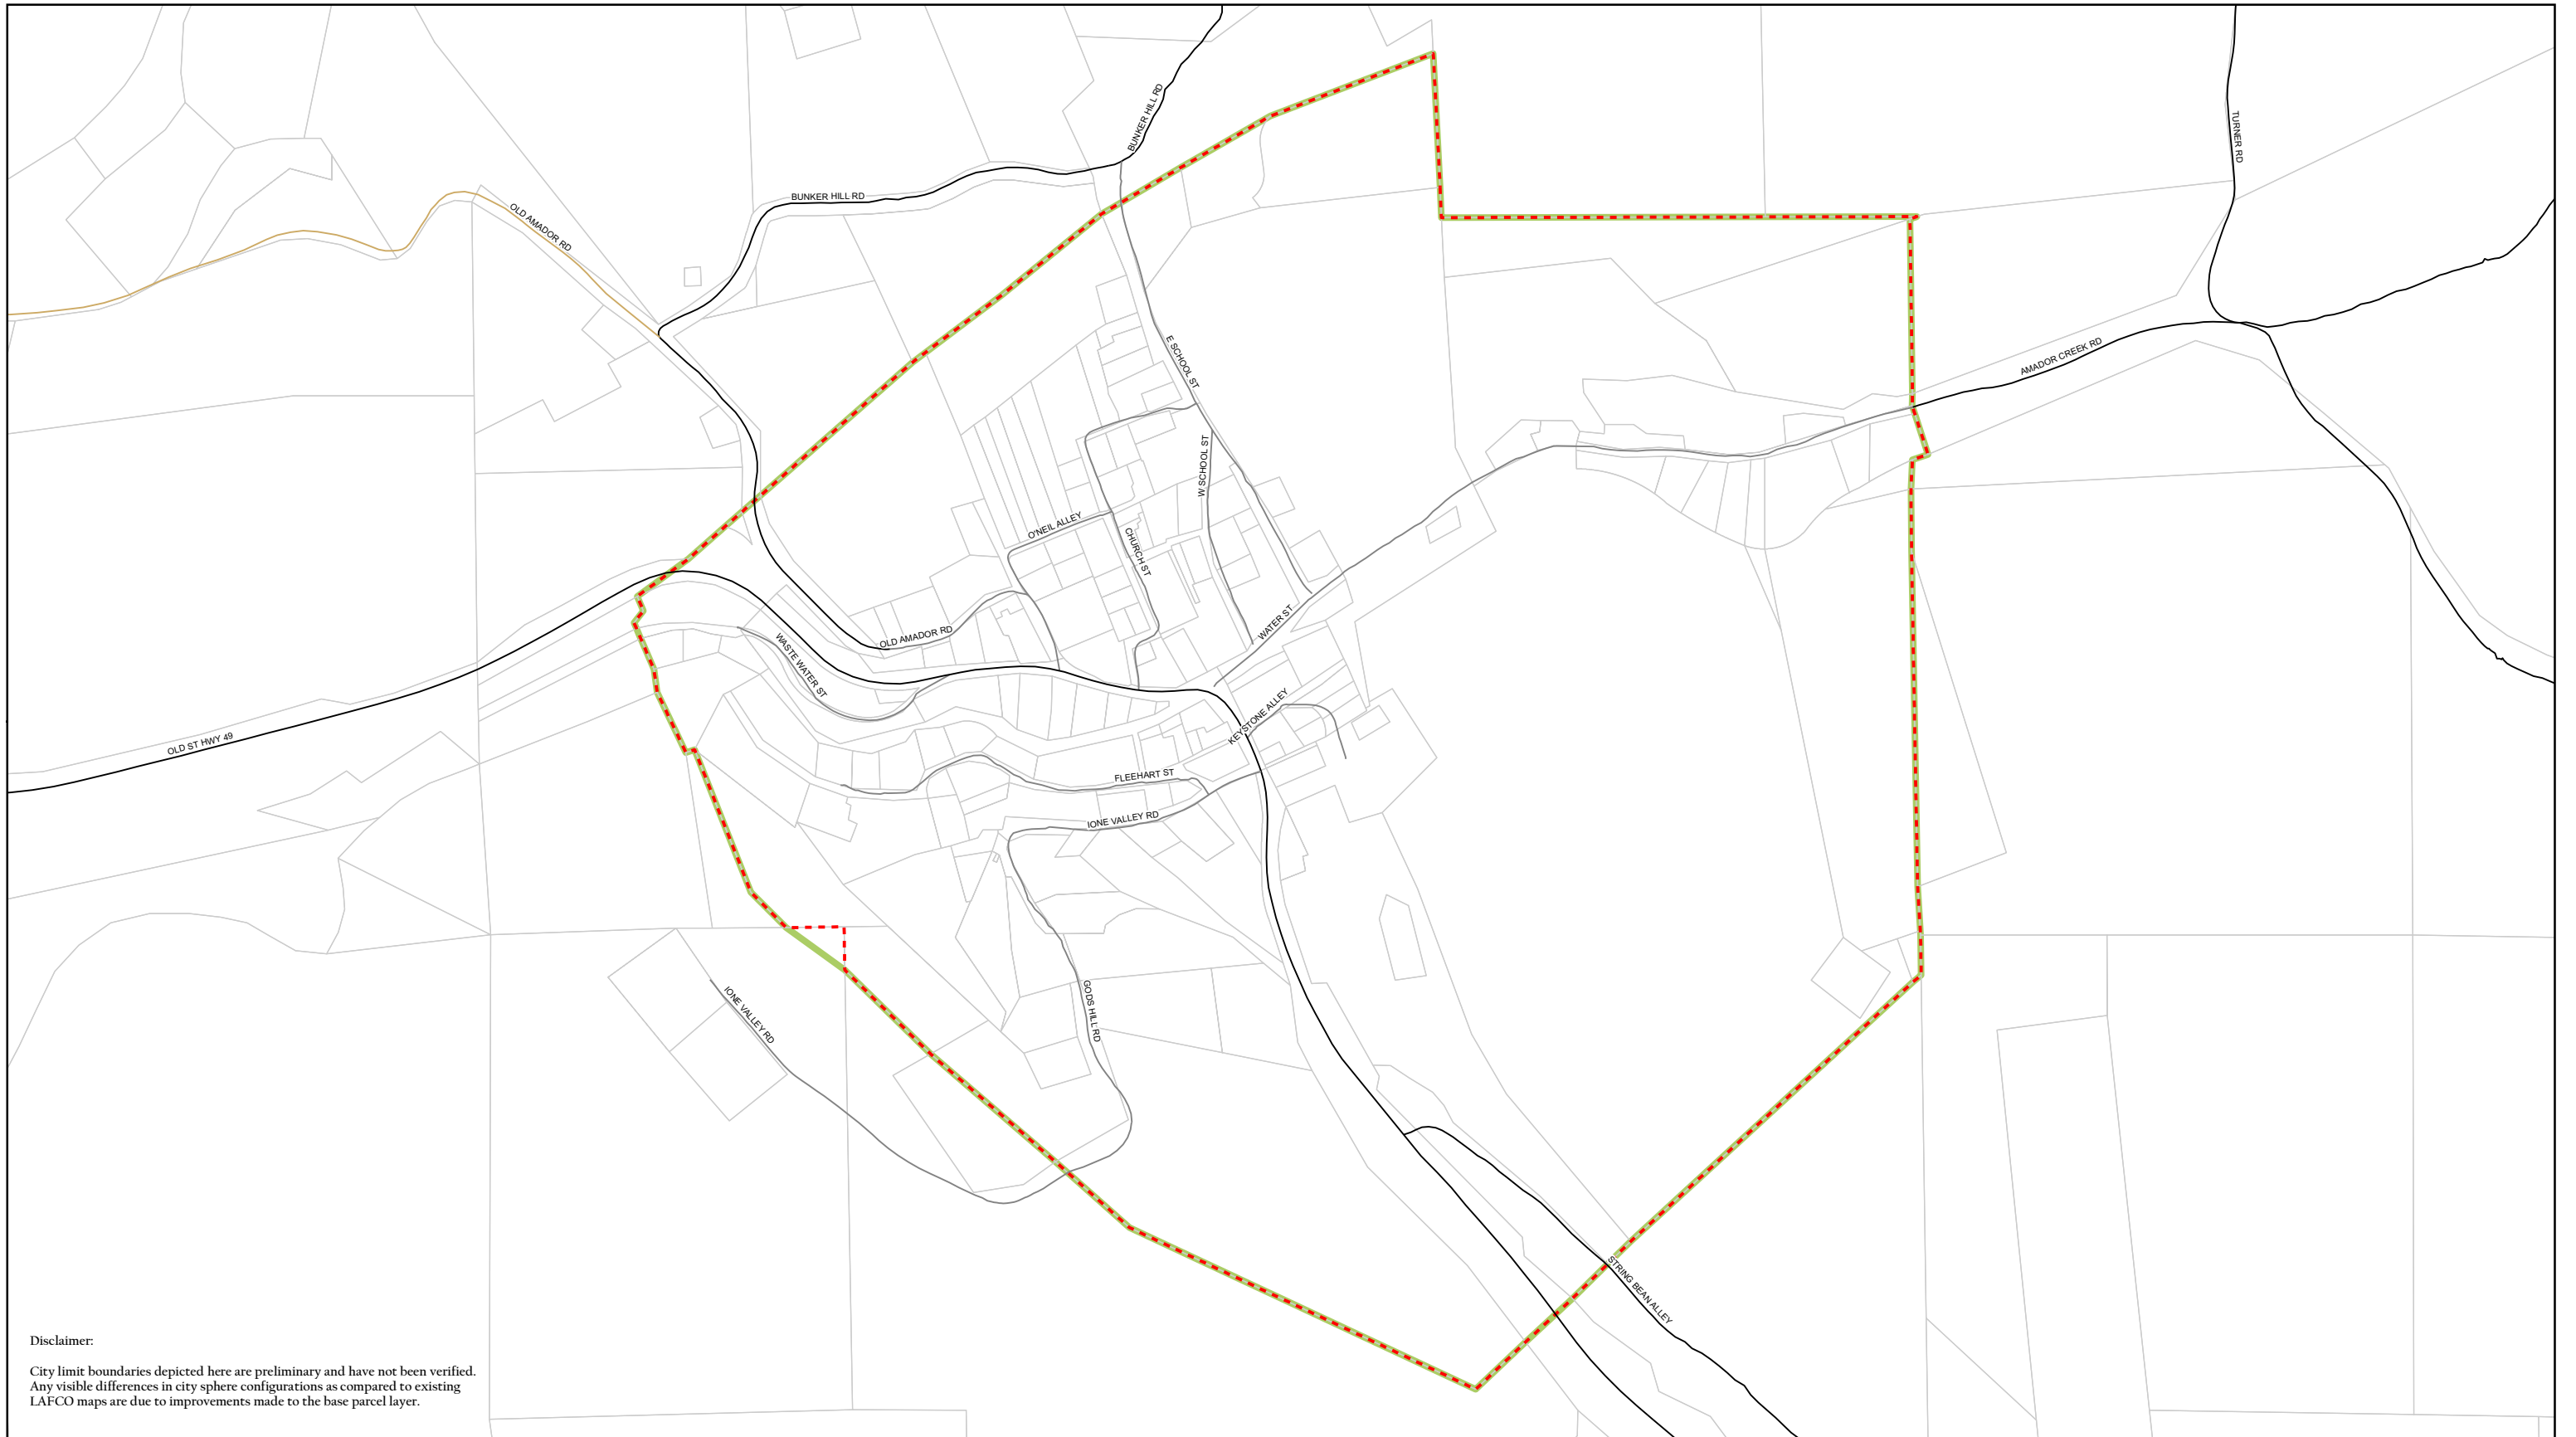 BUNKER HILL RD
TURNER RD
BUNKER HILL RD
OLD AMADOR RD
E SCHOOL ST
AMADOR CREEK RD
W SCHOOL ST
O'NEIL ALLEY
CHURCH ST
WATER ST
OLD AMADOR RD
WASTE WATER ST
KEYSTONE ALLEY
OLD ST HWY 49
FLEEHART ST
IONE VALLEY RD
GODS HILL RD
IONE VALLEY RD
STRING BEAN ALLEY
Disclaimer:
City limit boundaries depicted here are preliminary and have not been verified.
Any visible differences in city sphere configurations as compared to existing
LAFCO maps are due to improvements made to the base parcel layer.